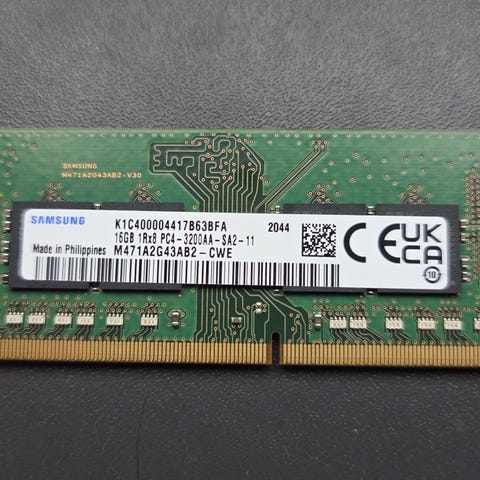 SAMSUNG
M471A2G43AB2-V30
SAMSUNG
K1C400004417B63BFA
2044
16GB 1Rx8 PC4-3200AA-SA2-11
Made in Philippines
M471A2G43AB2-CWE
CE
UK
CA
10